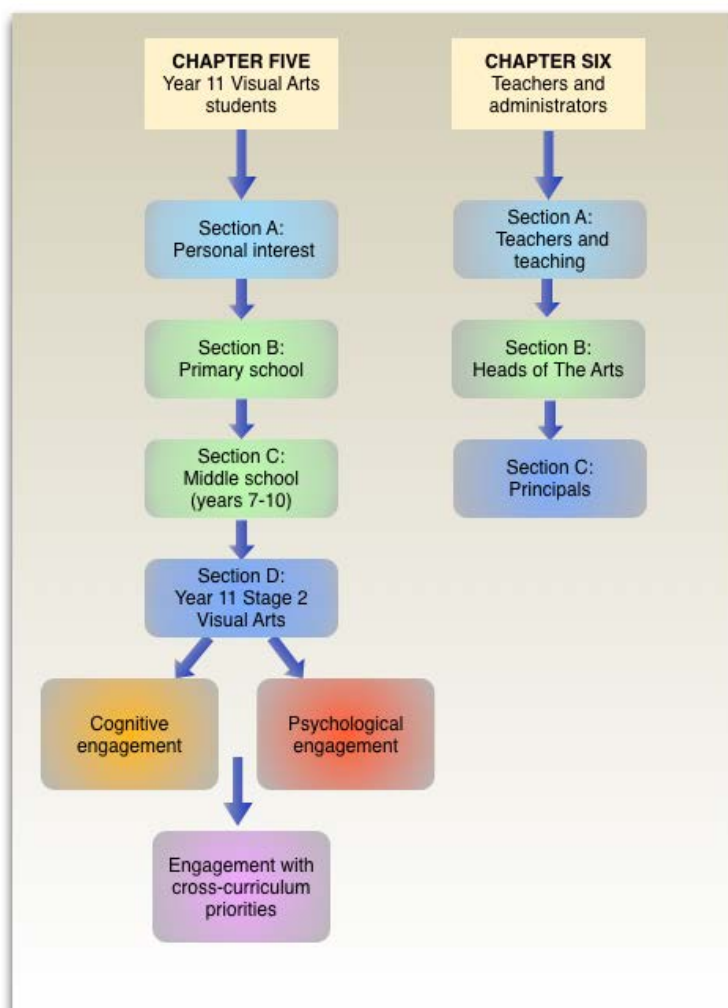 CHAPTER FIVE
Year 11 Visual Arts
students
Section A:
Personal interest
Section B:
Primary school
Section C:
Middle school
(years 7-10)
Section D:
Year 11 Stage 2
Visual Arts
Cognitive
engagement
Psychological
engagement
Engagement with
cross-curriculum
priorities
CHAPTER SIX
Teachers and
administrators
Section A:
Teachers and
teaching
Section B:
Heads of The Arts
Section C:
Principals